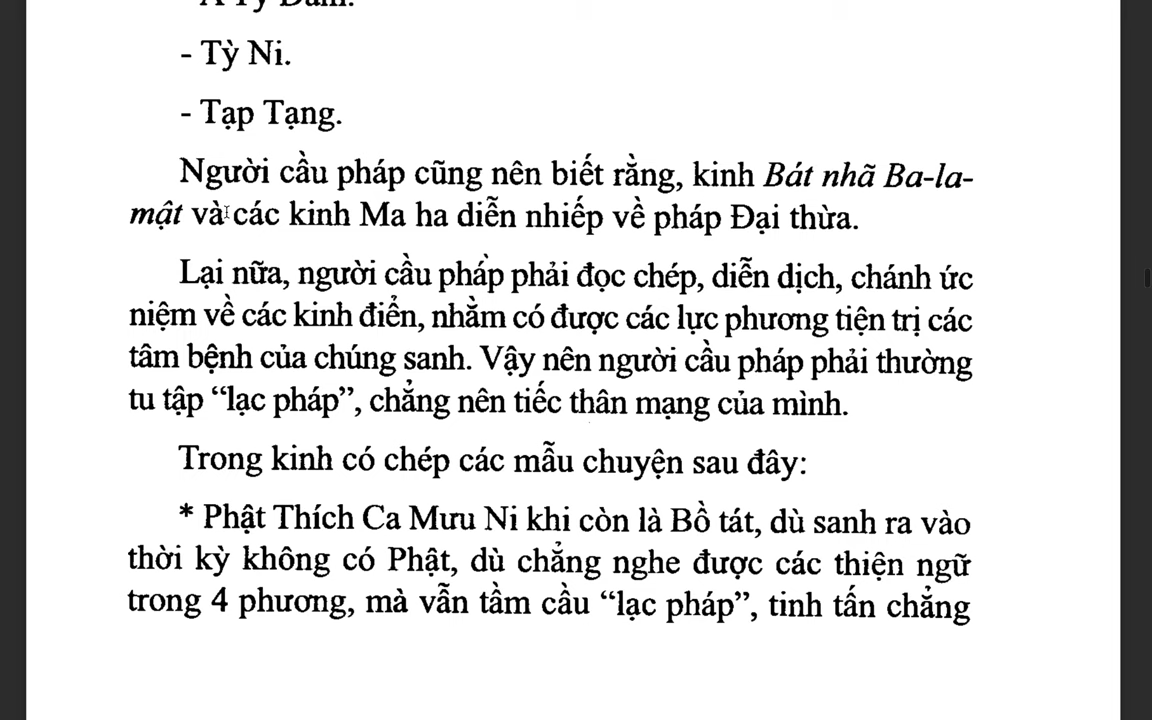 - Tỳ Ni.
- Tạp Tạng.
Người cầu pháp cũng nên biết rằng, kinh Bát nhã Ba-la-
mật và các kinh Ma ha diễn nhiếp về pháp Đại thừa.
Lại nữa, người cầu pháp phải đọc chép, diễn dịch, chánh ức
niệm về các kinh điển, nhằm có được các lực phương tiện trị các
tâm bệnh của chúng sanh. Vậy nên người cầu pháp phải thường
tu tập “lạc pháp”, chẳng nên tiếc thân mạng của mình.
Trong kinh có chép các mẫu chuyện sau đây:
* Phật Thích Ca Mưu Ni khi còn là Bồ tát, dù sanh ra vào
thời kỳ không có Phật, dù chẳng nghe được các thiện ngữ
trong 4 phương, mà vẫn tầm cầu “lạc pháp”, tinh tấn chẳng